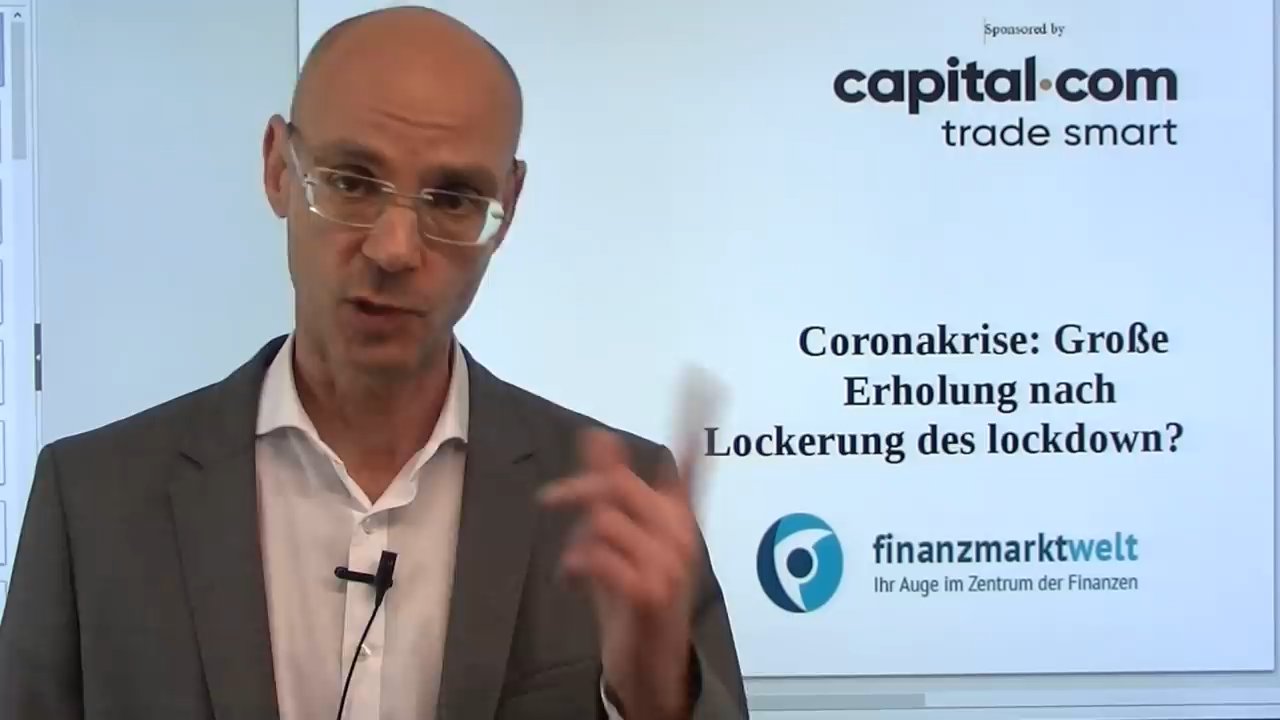 Sponsored by
capital·com
trade smart
Coronakrise: Große
Erholung nach
Lockerung des lockdown?
finanzmarktwelt
Ihr Auge im Zentrum der Finanzen